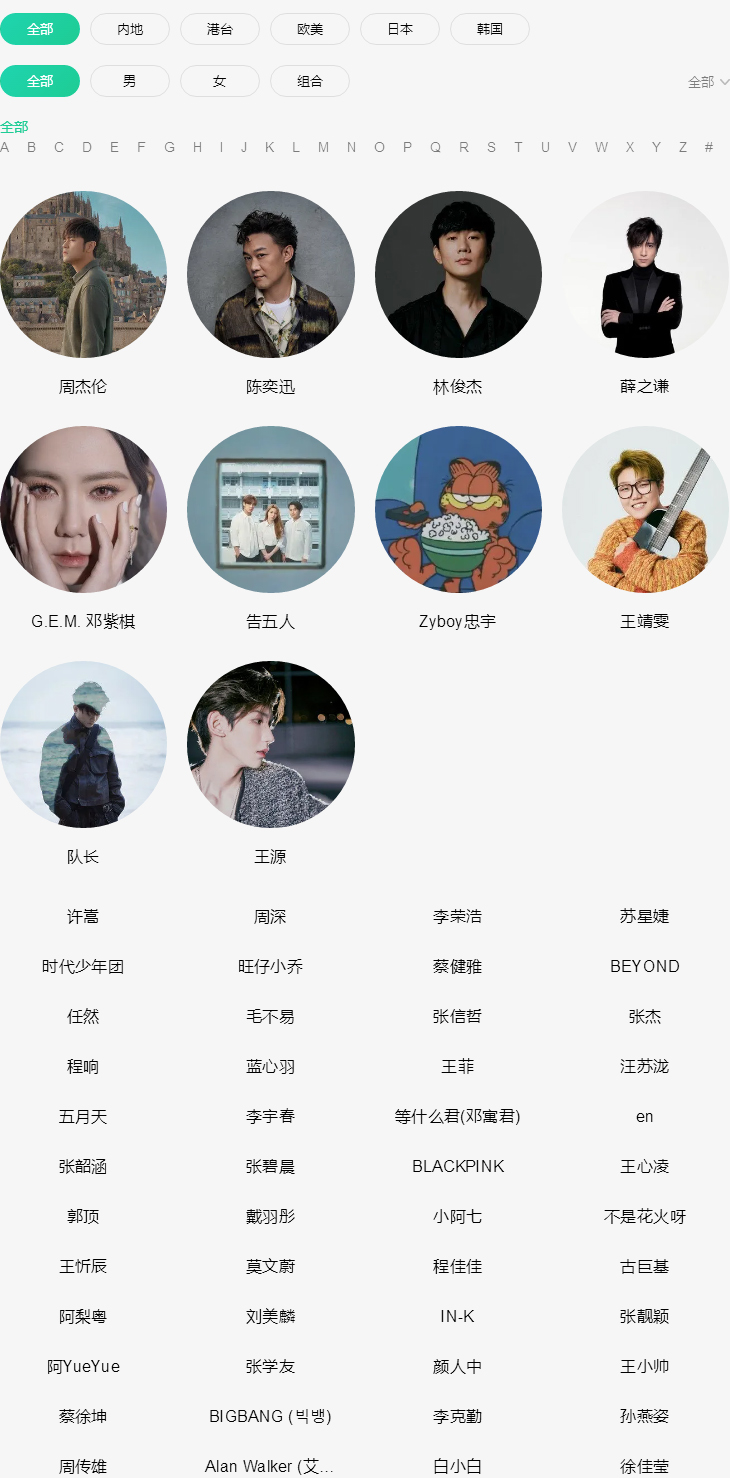 全部 内地 港台 欧美 日本 韩国
全部 男 女 组合 全部
全部
A B C D E F G H I J K L M N O P Q R S T U V W X Y Z #
周杰伦 陈奕迅 林俊杰 薛之谦
G.E.M. 邓紫棋 告五人 Zyboy忠宇 王靖雯
队长 王源
许嵩 周深 李荣浩 苏星婕
时代少年团 旺仔小乔 蔡健雅 BEYOND
任然 毛不易 张信哲 张杰
程响 蓝心羽 王菲 汪苏泷
五月天 李宇春 等什么君(邓寓君) en
张韶涵 张碧晨 BLACKPINK 王心凌
郭顶 戴羽彤 小阿七 不是花火呀
王忻辰 莫文蔚 程佳佳 古巨基
阿梨粤 刘美麟 IN-K 张靓颖
阿YueYue 张学友 颜人中 王小帅
蔡徐坤 BIGBANG (빅뱅) 李克勤 孙燕姿
周传雄 Alan Walker (艾... 白小白 徐佳莹